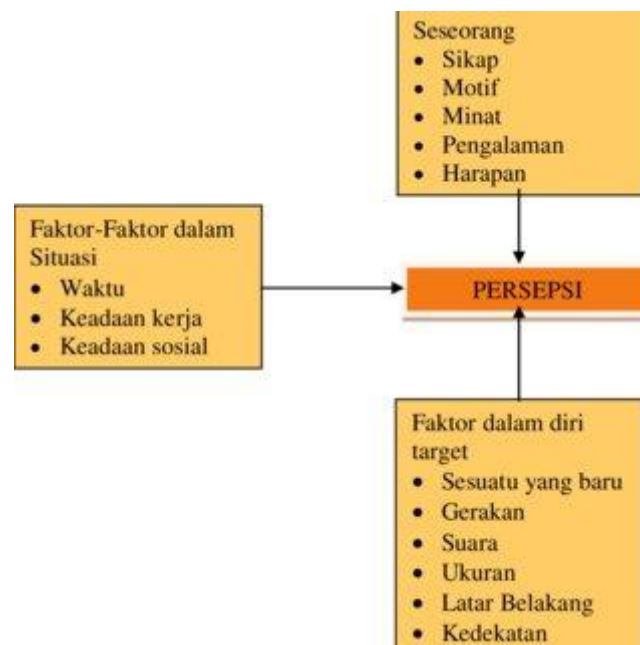 Seseorang
• Sikap
• Motif
• Minat
• Pengalaman
• Harapan
Faktor-Faktor dalam
Situasi
• Waktu
• Keadaan kerja
• Keadaan sosial
PERSEPSI
Faktor dalam diri
target
• Sesuatu yang baru
• Gerakan
• Suara
• Ukuran
• Latar Belakang
• Kedekatan